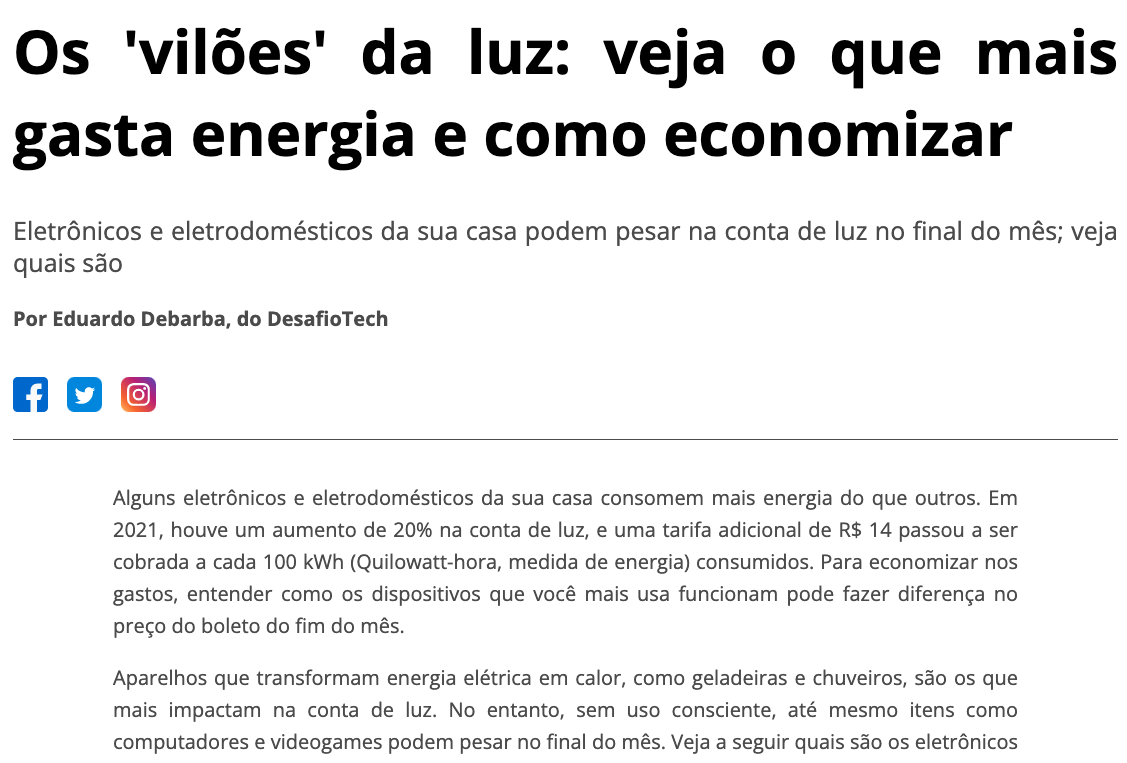 Os 'vilões' da luz: veja o que mais
gasta energia e como economizar
Eletrônicos e eletrodomésticos da sua casa podem pesar na conta de luz no final do mês; veja
quais são
Por Eduardo Debarba, do DesafioTech
Alguns eletrônicos e eletrodomésticos da sua casa consomem mais energia do que outros. Em
2021, houve um aumento de 20% na conta de luz, e uma tarifa adicional de R$ 14 passou a ser
cobrada a cada 100 kWh (Quilowatt-hora, medida de energia) consumidos. Para economizar nos
gastos, entender como os dispositivos que você mais usa funcionam pode fazer diferença no
preço do boleto do fim do mês.
Aparelhos que transformam energia elétrica em calor, como geladeiras e chuveiros, são os que
mais impactam na conta de luz. No entanto, sem uso consciente, até mesmo itens como
computadores e videogames podem pesar no final do mês. Veja a seguir quais são os eletrônicos